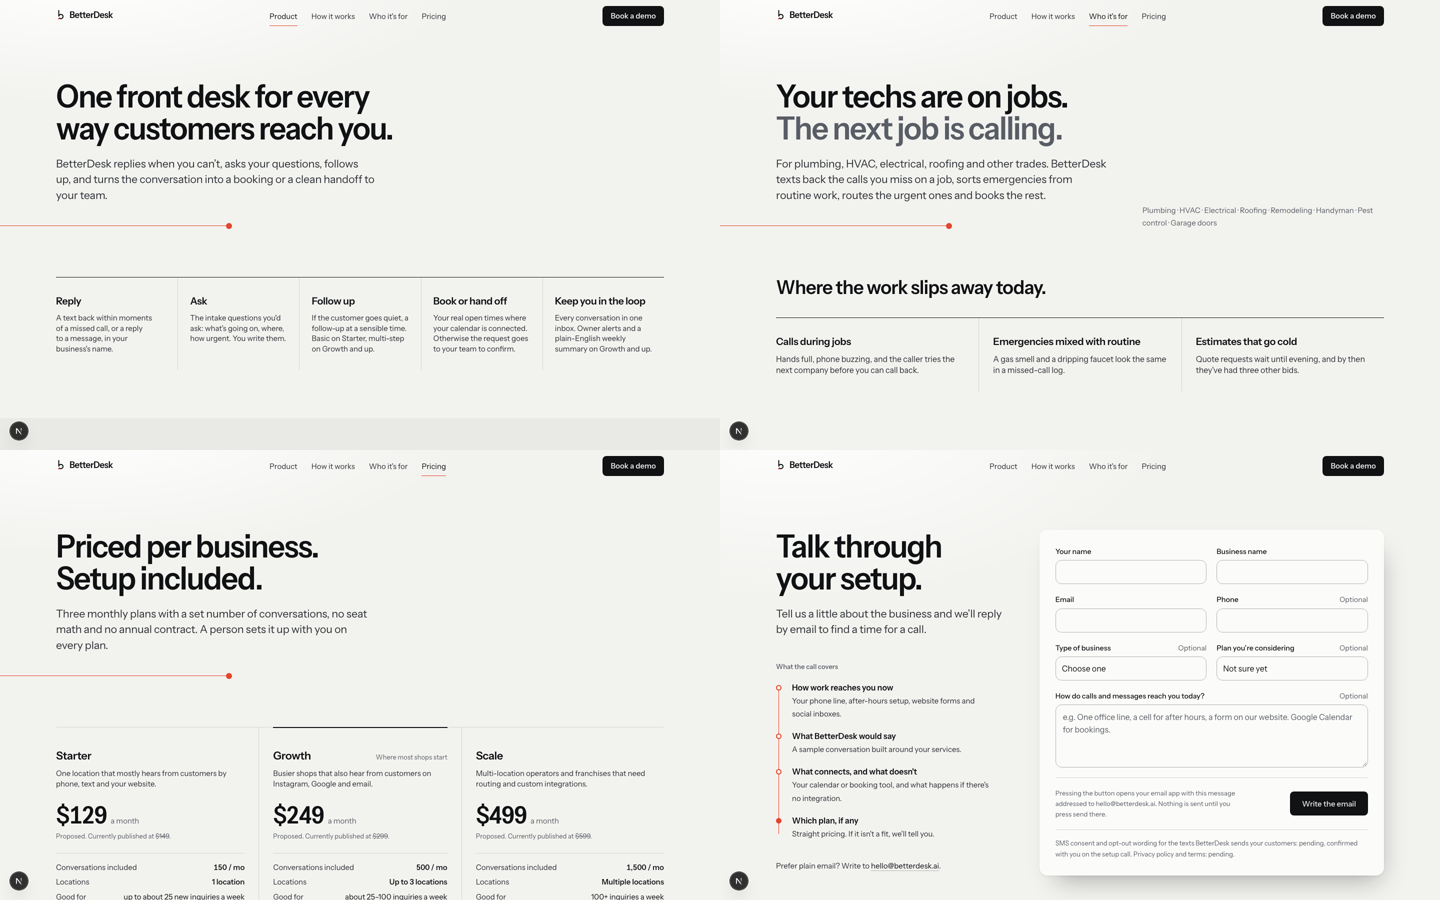 BetterDesk
Product How it works Who it's for Pricing
Book a demo
One front desk for every
way customers reach you.
BetterDesk replies when you can't, asks your questions, follows
up, and turns the conversation into a booking or a clean handoff to
your team.
Reply
A text back within moments
of a missed call, or a reply
to a message, in your
business's name.
Ask
The intake questions you'd
ask: what's going on, where,
how urgent. You write them.
Follow up
If the customer goes quiet, a
follow-up at a sensible time.
Basic on Starter, multi-step
on Growth and up.
Book or hand off
Your real open times where
your calendar is connected.
Otherwise the request goes
to your team to confirm.
Keep you in the loop
Every conversation in one
inbox. Owner alerts and a
plain-English weekly
summary on Growth and up.
N
BetterDesk
Product How it works Who it's for Pricing
Book a demo
Your techs are on jobs.
The next job is calling.
For plumbing, HVAC, electrical, roofing and other trades. BetterDesk
texts back the calls you miss on a job, sorts emergencies from
routine work, routes the urgent ones and books the rest.
Plumbing · HVAC · Electrical · Roofing · Remodeling · Handyman · Pest
control · Garage doors
Where the work slips away today.
Calls during jobs
Hands full, phone buzzing, and the caller tries the
next company before you can call back.
Emergencies mixed with routine
A gas smell and a dripping faucet look the same
in a missed-call log.
Estimates that go cold
Quote requests wait until evening, and by then
they've had three other bids.
N
BetterDesk
Product How it works Who it's for Pricing
Book a demo
Priced per business.
Setup included.
Three monthly plans with a set number of conversations, no seat
math and no annual contract. A person sets it up with you on
every plan.
Starter
One location that mostly hears from customers by
phone, text and your website.
$129 a month
Proposed. Currently published at $149.
Conversations included 150 / mo
Locations 1 location
Good for up to about 25 new inquiries a week
Growth Where most shops start
Busier shops that also hear from customers on
Instagram, Google and email.
$249 a month
Proposed. Currently published at $299.
Conversations included 500 / mo
Locations Up to 3 locations
Good for about 25–100 inquiries a week
Scale
Multi-location operators and franchises that need
routing and custom integrations.
$499 a month
Proposed. Currently published at $599.
Conversations included 1,500 / mo
Locations Multiple locations
Good for 100+ inquiries a week
N
BetterDesk
Product How it works Who it's for Pricing
Book a demo
Talk through
your setup.
Tell us a little about the business and we'll reply
by email to find a time for a call.
What the call covers
How work reaches you now
Your phone line, after-hours setup, website forms and
social inboxes.
What BetterDesk would say
A sample conversation built around your services.
What connects, and what doesn't
Your calendar or booking tool, and what happens if there's
no integration.
Which plan, if any
Straight pricing. If it isn't a fit, we'll tell you.
Prefer plain email? Write to hello@betterdesk.ai.
Your name
Business name
Email
Phone Optional
Type of business Optional
Choose one
Plan you're considering Optional
Not sure yet
How do calls and messages reach you today? Optional
e.g. One office line, a cell for after hours, a form on our website. Google Calendar
for bookings.
Pressing the button opens your email app with this message
addressed to hello@betterdesk.ai. Nothing is sent until you
press send there.
Write the email
SMS consent and opt-out wording for the texts BetterDesk sends your customers: pending, confirmed
with you on the setup call. Privacy policy and terms: pending.
N